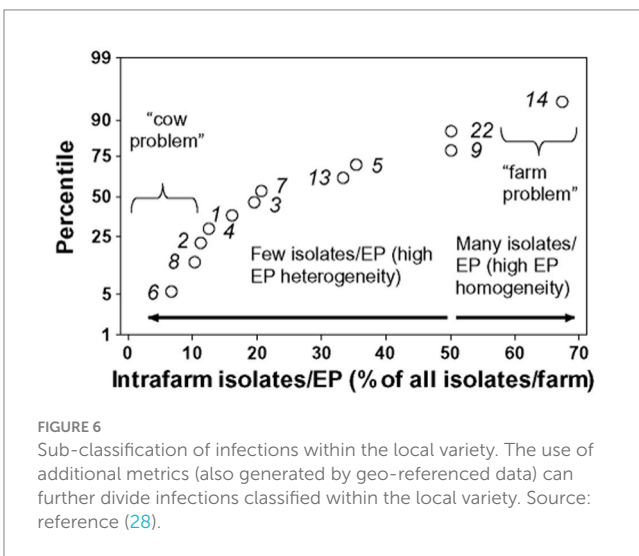 99
90
75
50
25
5
1
Percentile
"cow
problem"
14
22
9
5
13
7
3
1
4
2
8
6
"farm
problem"
Few isolates/EP (high
EP heterogeneity)
Many isolates/
EP (high EP
homogeneity)
0 10 20 30 40 50 60 70
Intrafarm isolates/EP (% of all isolates/farm)
FIGURE 6
Sub-classification of infections within the local variety. The use of
additional metrics (also generated by geo-referenced data) can
further divide infections classified within the local variety. Source:
reference (28).